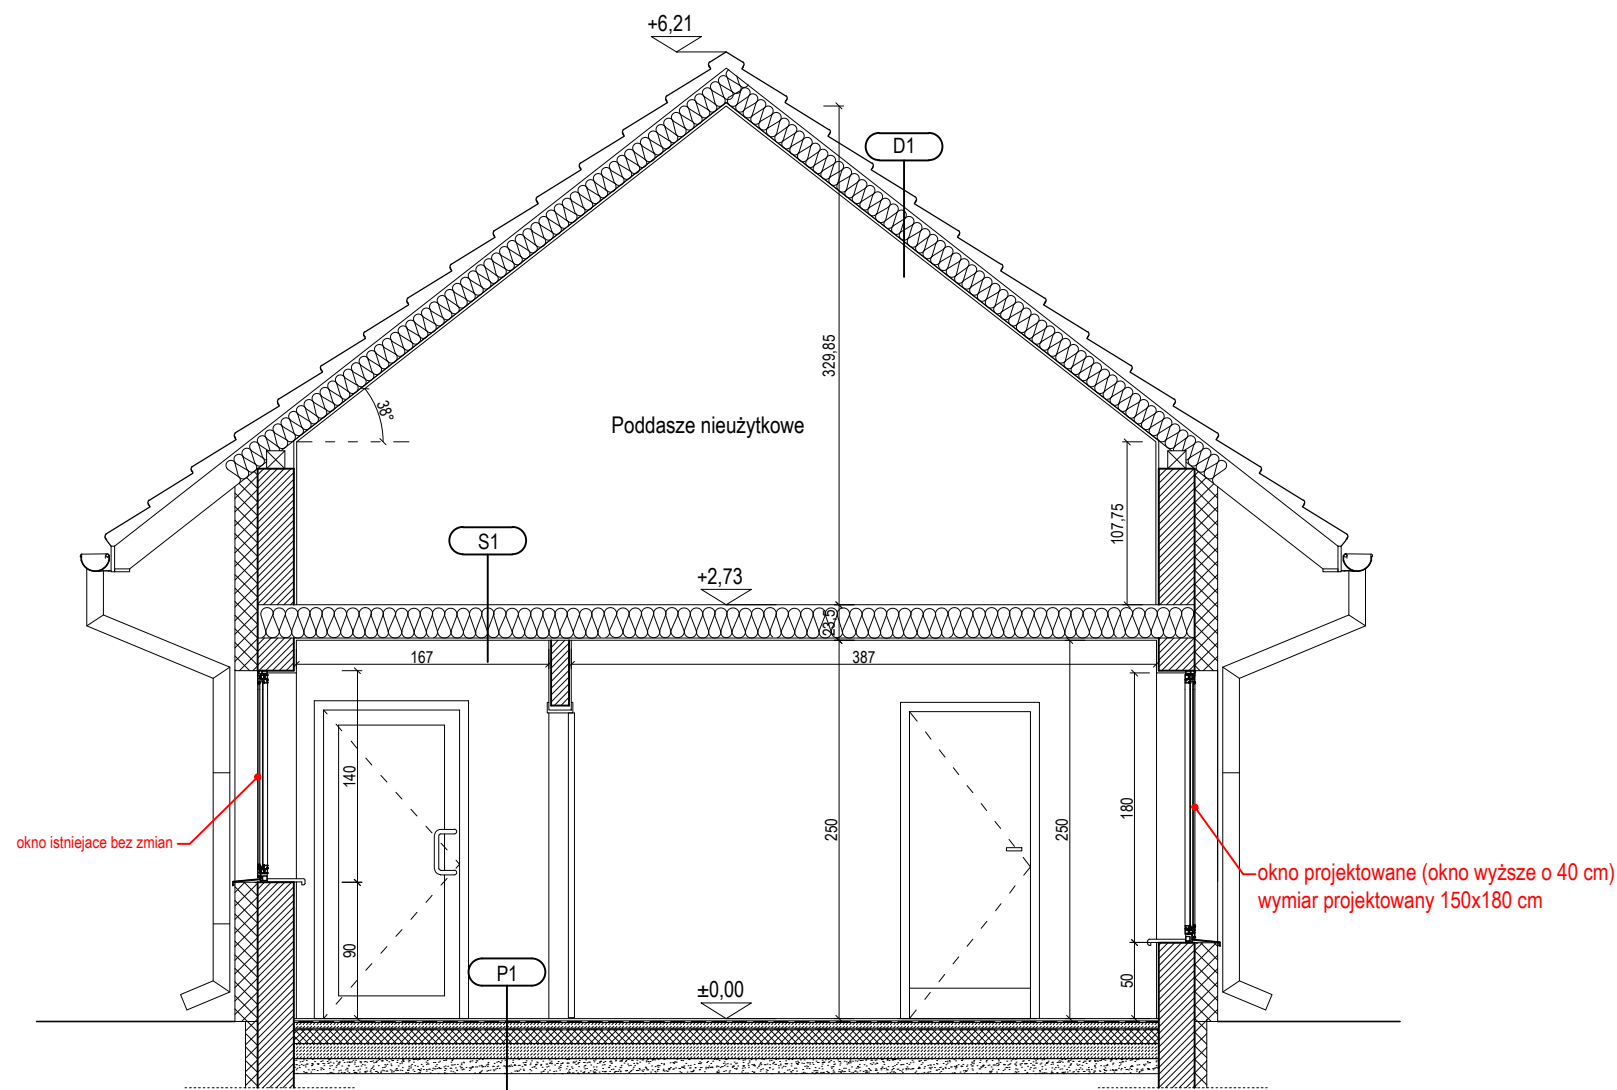 +6,21
D1
329,85
38°
Poddasze nieużytkowe
107,75
S1
+2,73
23,5
167
387
140
180
250
250
okno istniejace bez zmian
okno projektowane (okno wyższe o 40 cm)
wymiar projektowany 150x180 cm
90
P1
±0,00
50